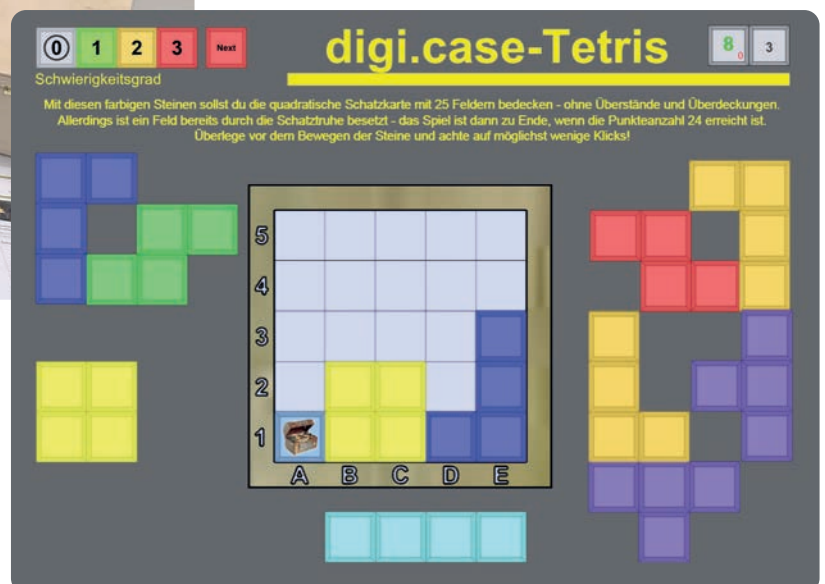 0 1 2 3 Next
digi.case-Tetris
8 0 3
Schwierigkeitsgrad
Mit diesen farbigen Steinen sollst du die quadratische Schatzkarte mit 25 Feldern bedecken - ohne Überstände und Überdeckungen.
Allerdings ist ein Feld bereits durch die Schatztruhe besetzt - das Spiel ist dann zu Ende, wenn die Punkteanzahl 24 erreicht ist.
Überlege vor dem Bewegen der Steine und achte auf möglichst wenige Klicks!
5
4
3
2
1
A B C D E